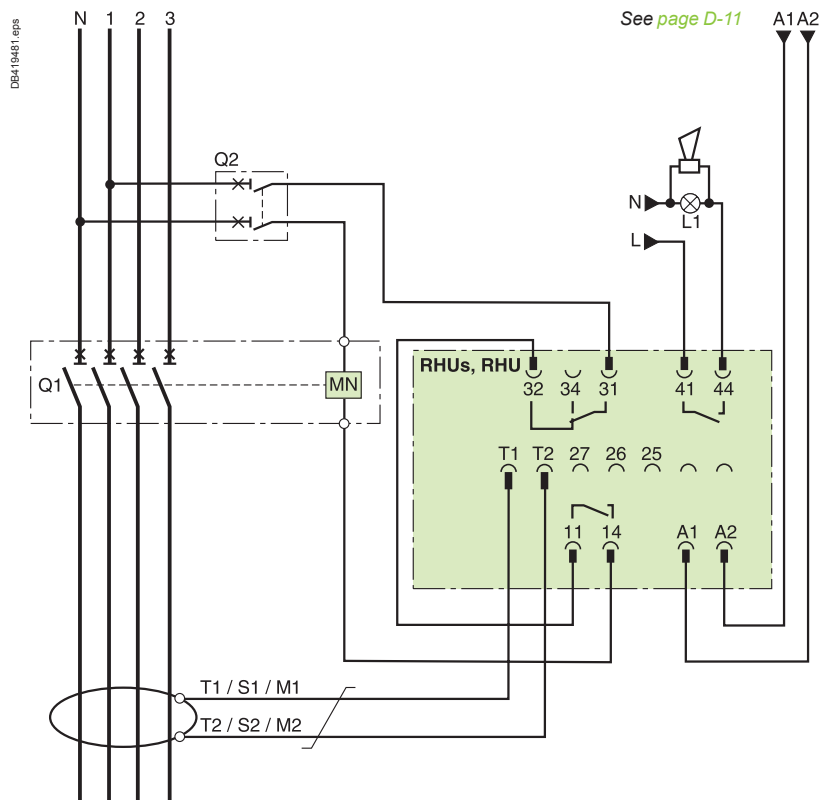 DB419481.eps
N 1 2 3
See page D-11
A1 A2
Q2
N
L1
L
RHUs, RHU
32 34 31 41 44
Q1
MN
T1 T2 27 26 25
11 14 A1 A2
T1 / S1 / M1
T2 / S2 / M2